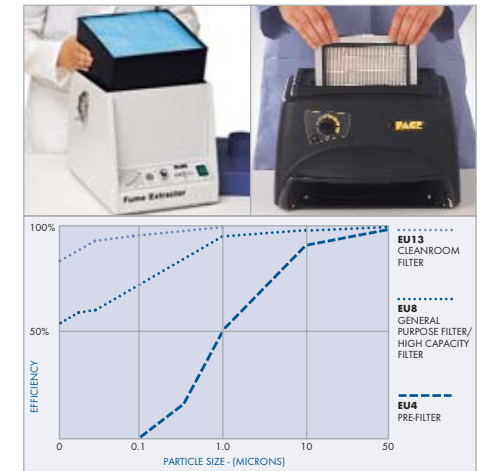 Fume Extractor
PACE
100%
50%
EFFICIENCY
0
0.1
1.0
10
50
PARTICLE SIZE - (MICRONS)
EU13
CLEANROOM
FILTER
EU8
GENERAL
PURPOSE FILTER/
HIGH CAPACITY
FILTER
EU4
PRE-FILTER